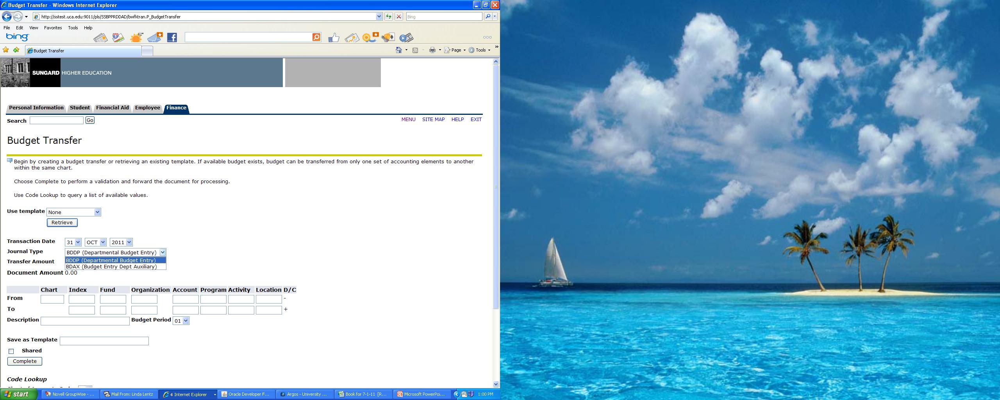 Budget Transfer - Windows Internet Explorer
http://sstest.uca.edu:9011/pls/SSBPPRDDAD/bwfktran.P_BudgetTransfer
Bing
File Edit View Favorites Tools Help
bing 62°
Budget Transfer
Page Tools
SUNGARD HIGHER EDUCATION
Personal Information Student Financial Aid Employee Finance
Search Go
MENU SITE MAP HELP EXIT
Budget Transfer
Begin by creating a budget transfer or retrieving an existing template. If available budget exists, budget can be transferred from only one set of accounting elements to another
within the same chart.
Choose Complete to perform a validation and forward the document for processing.
Use Code Lookup to query a list of available values.
Use template None
Retrieve
Transaction Date 31 OCT 2011
Journal Type BDDP (Departmental Budget Entry)
BDDP (Departmental Budget Entry)
Transfer Amount
BDAX (Budget Entry Dept Auxiliary)
Document Amount 0.00
Chart Index Fund Organization Account Program Activity Location D/C
From -
To +
Description Budget Period 01
Save as Template
Shared
Complete
Code Lookup
start Novell GroupWise - ... Mail From: Linda Lentz 4 Internet Explorer Oracle Developer F... Argos - University ... Book for 7-1-11 [R... Microsoft PowerPoi... 1:00 PM